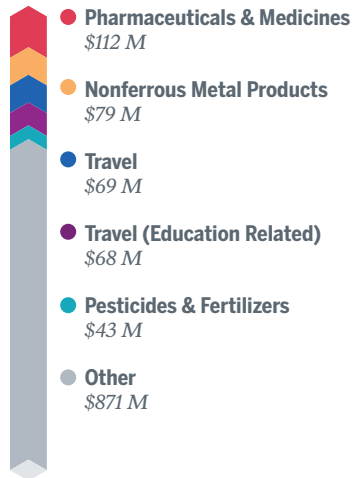 Pharmaceuticals & Medicines
$112 M
Nonferrous Metal Products
$79 M
Travel
$69 M
Travel (Education Related)
$68 M
Pesticides & Fertilizers
$43 M
Other
$871 M